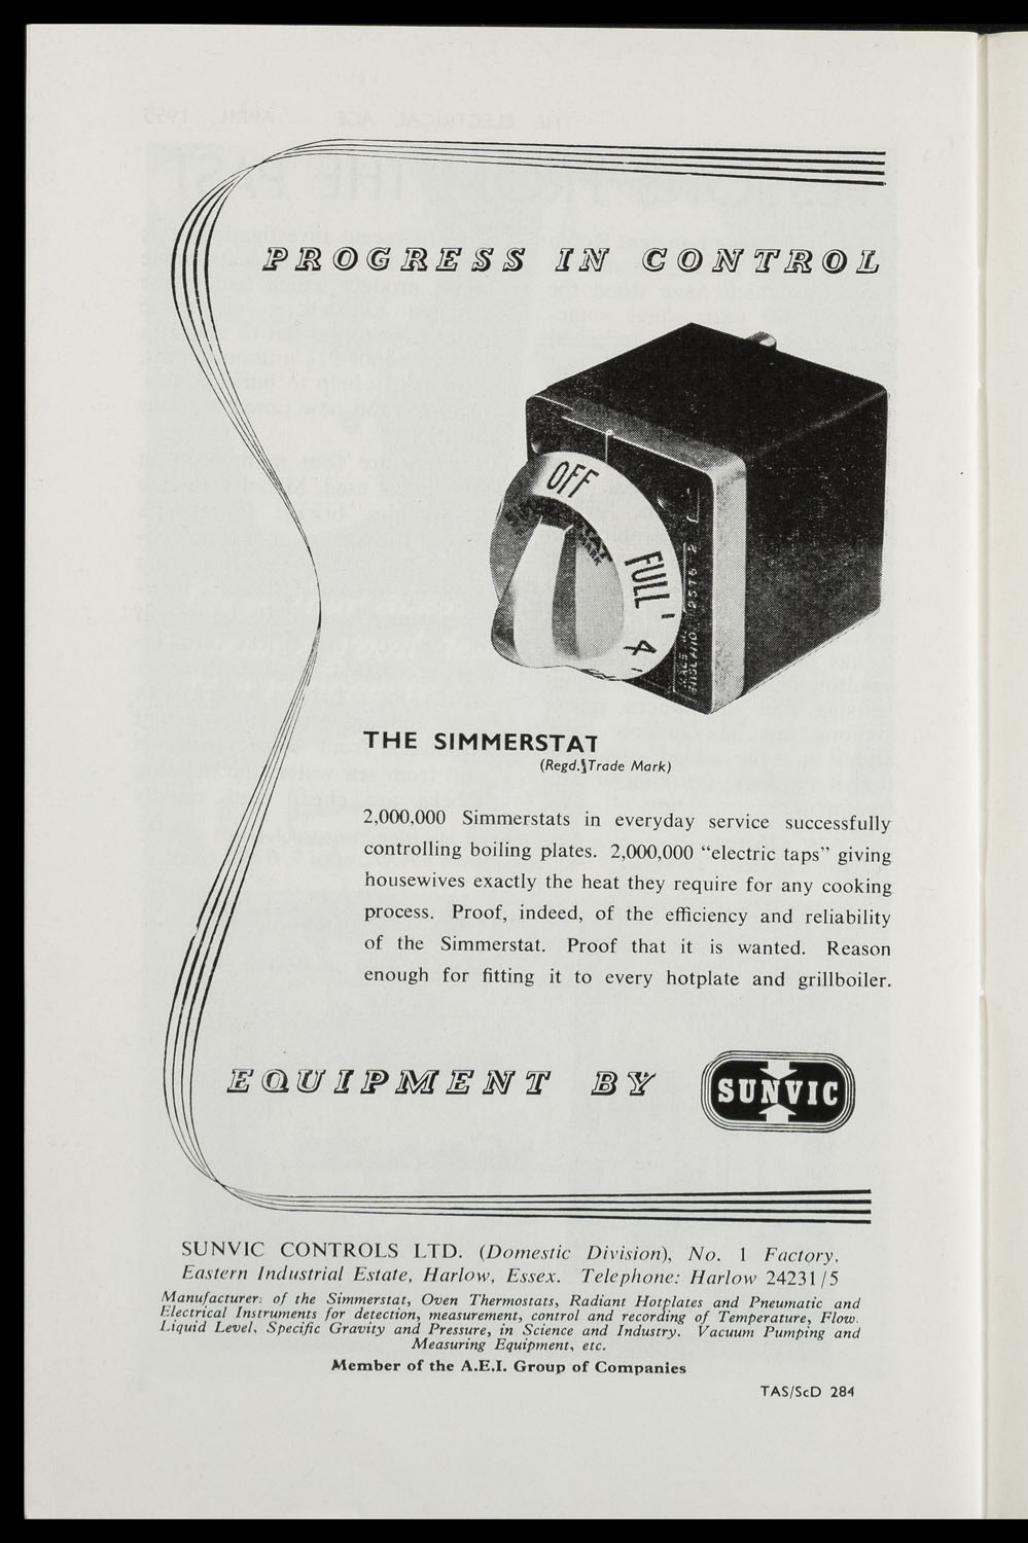 PROGRESS IN CONTROL
OFF
FULL
4
MADE IN
ENGLAND.
THE SIMMERSTAT
(Regd. Trade Mark)
2,000,000 Simmerstats in everyday service successfully
controlling boiling plates. 2,000,000 “electric taps” giving
housewives exactly the heat they require for any cooking
process. Proof, indeed, of the efficiency and reliability
of the Simmerstat. Proof that it is wanted. Reason
enough for fitting it to every hotplate and grillboiler.
EQUIPMENT BY
SUNVIC
SUNVIC CONTROLS LTD. (Domestic Division), No. 1 Factory.
Eastern Industrial Estate, Harlow, Essex. Telephone: Harlow 24231/5
Manufacturer: of the Simmerstat, Oven Thermostats, Radiant Hotplates and Pneumatic and
Electrical Instruments for detection, measurement, control and recording of Temperature, Flow.
Liquid Level, Specific Gravity and Pressure, in Science and Industry. Vacuum Pumping and
Measuring Equipment, etc.
Member of the A.E.I. Group of Companies
TAS/ScD 284